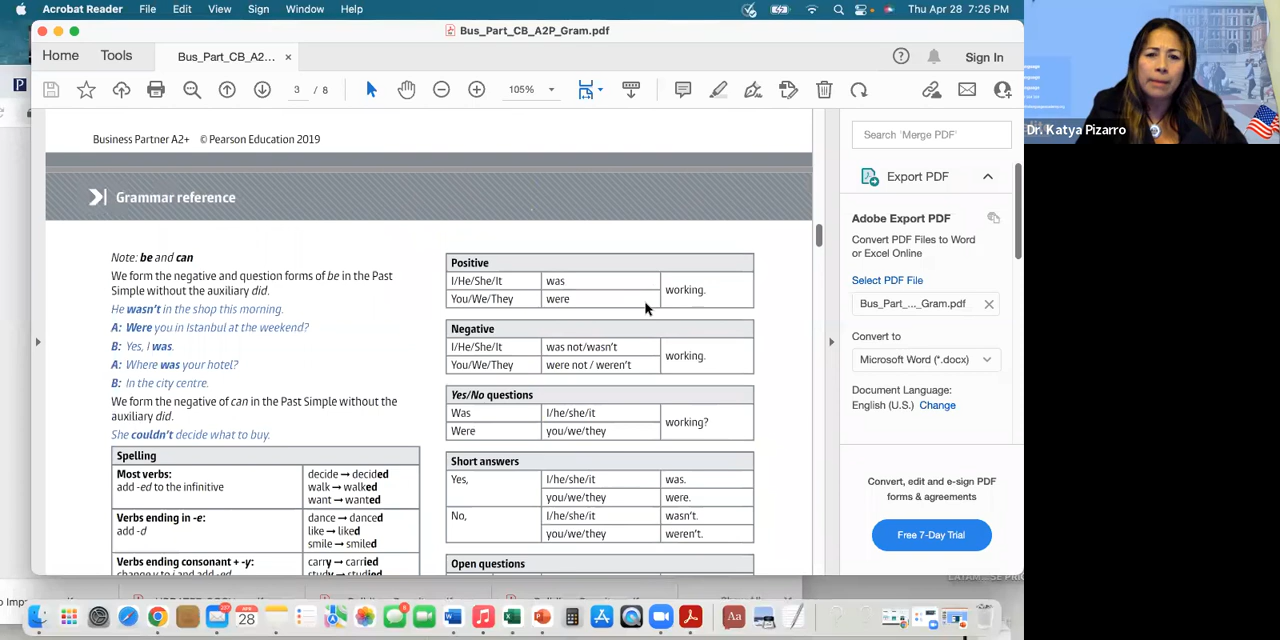 Acrobat Reader File Edit View Sign Window Help Thu Apr 28 7:26 PM
Bus_Part_CB_A2P_Gram.pdf
Home Tools Bus_Part_CB_A2... × Sign In
3 / 8 105%
Business Partner A2+ © Pearson Education 2019
Grammar reference
Note: be and can
We form the negative and question forms of be in the Past
Simple without the auxiliary did.
He wasn't in the shop this morning.
A: Were you in Istanbul at the weekend?
B: Yes, I was.
A: Where was your hotel?
B: In the city centre.
We form the negative of can in the Past Simple without the
auxiliary did.
She couldn't decide what to buy.
Spelling
Most verbs:
add -ed to the infinitive
decide → decided
walk → walked
want → wanted
Verbs ending in -e:
add -d
dance → danced
like → liked
smile → smiled
Verbs ending consonant + -y:
change y to i and add -ed
carry → carried
study → studied
Positive
I/He/She/It was working.
You/We/They were
Negative
I/He/She/It was not/wasn't working.
You/We/They were not / weren't
Yes/No questions
Was I/he/she/it working?
Were you/we/they
Short answers
Yes, I/he/she/it was.
you/we/they were.
No, I/he/she/it wasn't.
you/we/they weren't.
Open questions
Search 'Merge PDF'
Export PDF
Adobe Export PDF
Convert PDF Files to Word
or Excel Online
Select PDF File
Bus_Part_..._Gram.pdf
Convert to
Microsoft Word (*.docx)
Document Language:
English (U.S.) Change
Convert, edit and e-sign PDF
forms & agreements
Free 7-Day Trial
Dr. Katya Pizarro
28
Aa